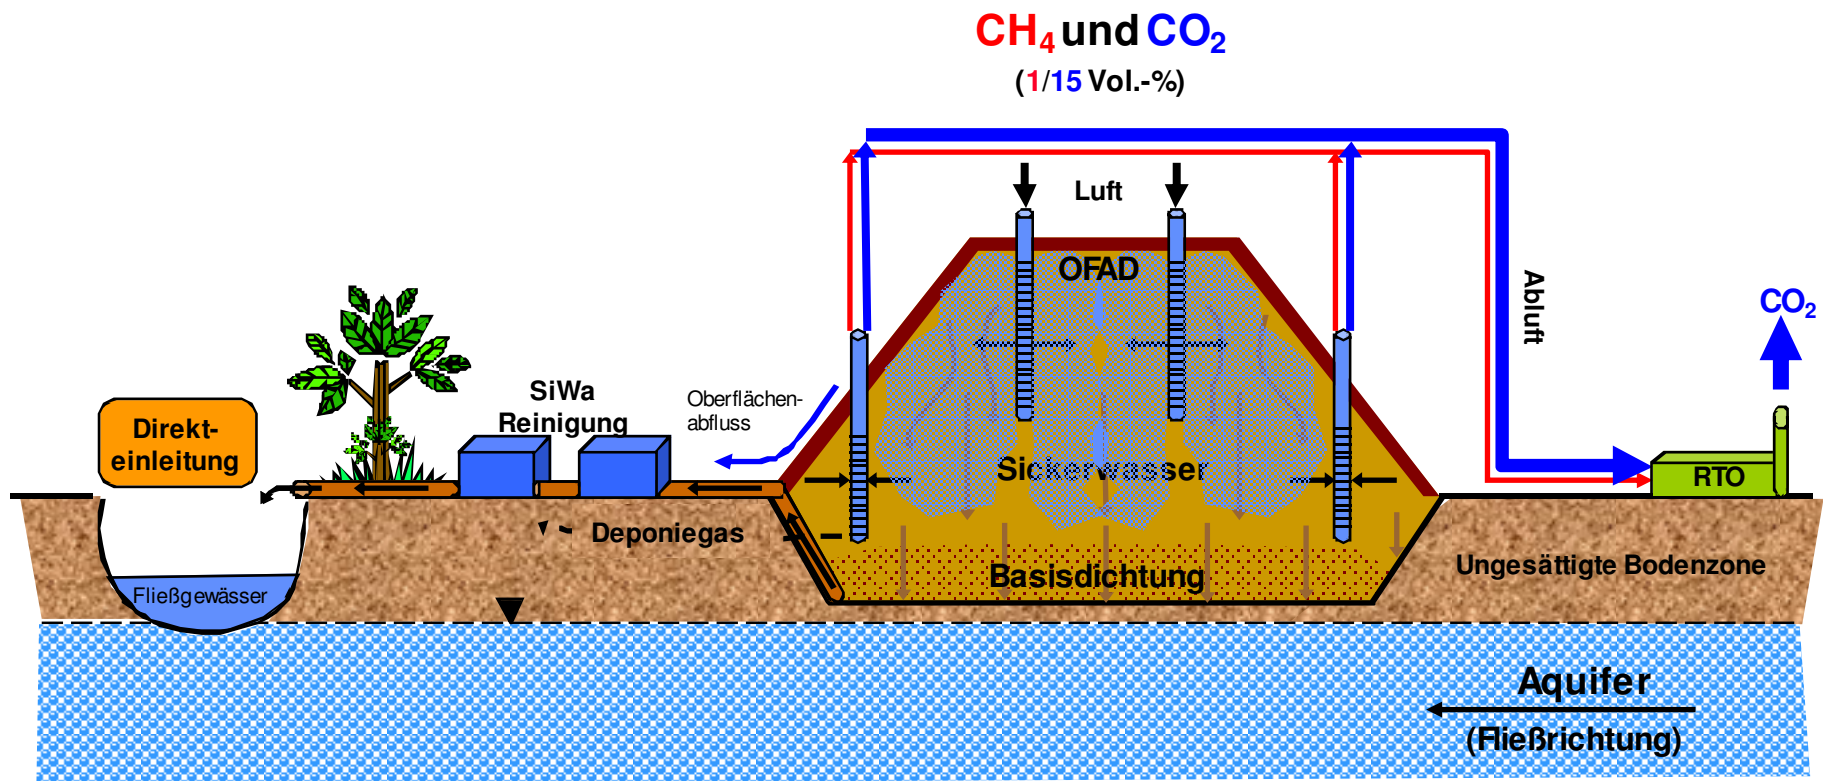 CH₄ und CO₂
(1/15 Vol.-%)
Luft
OFAD
Abluft
CO₂
SiWa
Reinigung
Oberflächen-
abfluss
Direkt-
einleitung
Sickerwasser
RTO
Deponiegas
Basisdichtung
Ungesättigte Bodenzone
Fließgewässer
Aquifer
(Fließrichtung)